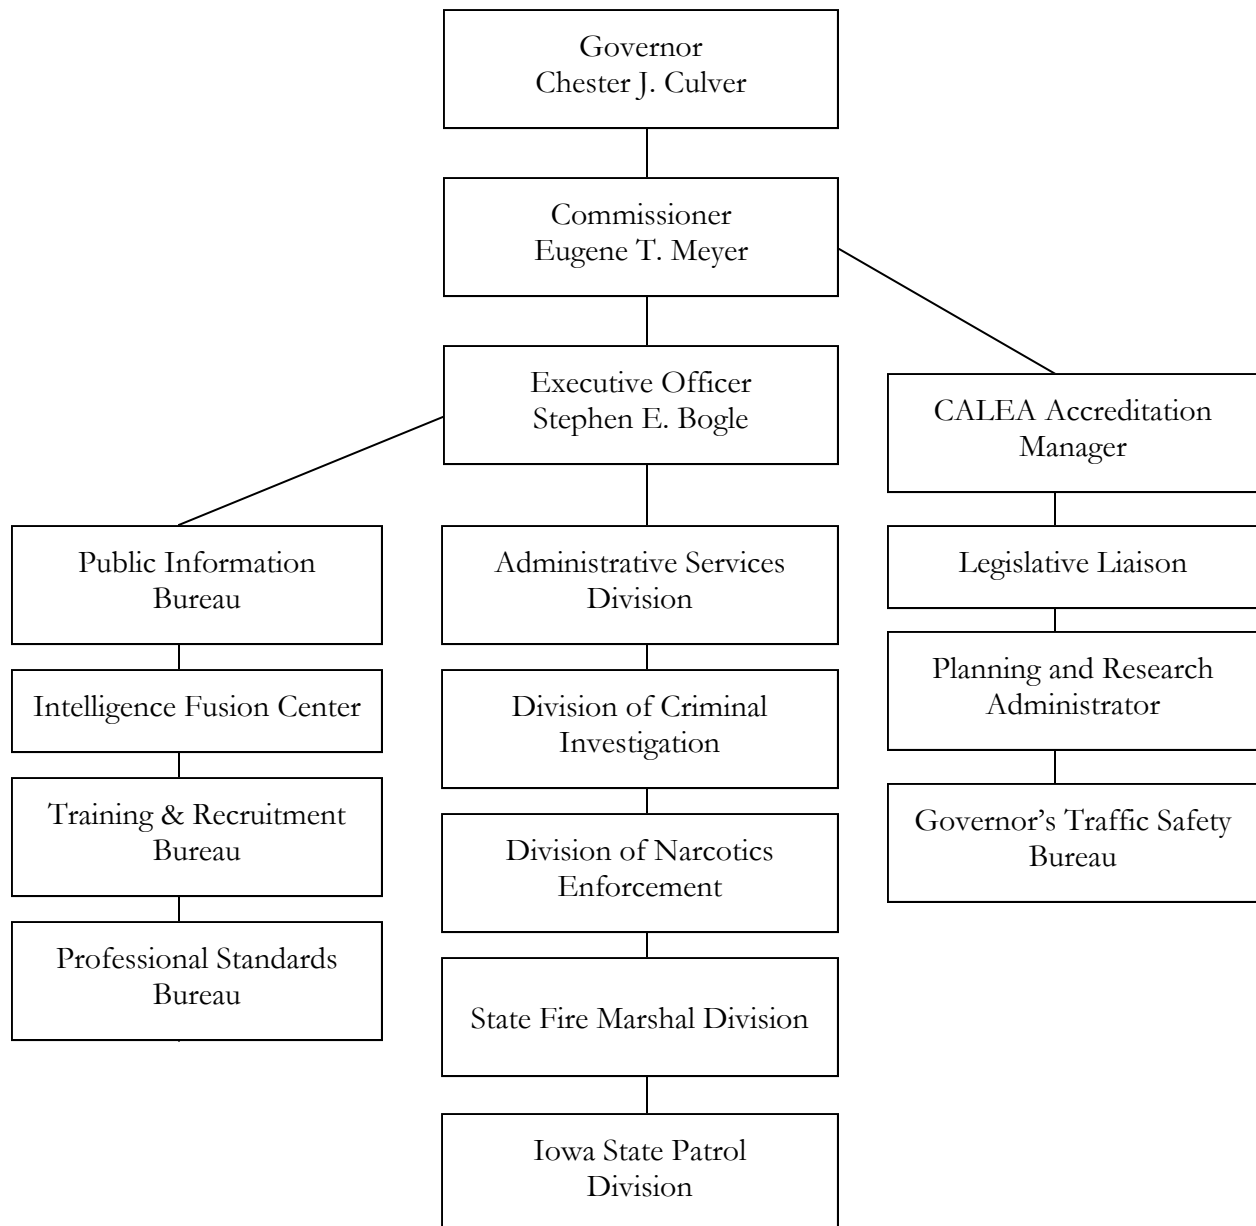 Governor
Chester J. Culver
Commissioner
Eugene T. Meyer
Executive Officer
Stephen E. Bogle
CALEA Accreditation
Manager
Public Information
Bureau
Administrative Services
Division
Legislative Liaison
Intelligence Fusion Center
Division of Criminal
Investigation
Planning and Research
Administrator
Training & Recruitment
Bureau
Division of Narcotics
Enforcement
Governor’s Traffic Safety
Bureau
Professional Standards
Bureau
State Fire Marshal Division
Iowa State Patrol
Division